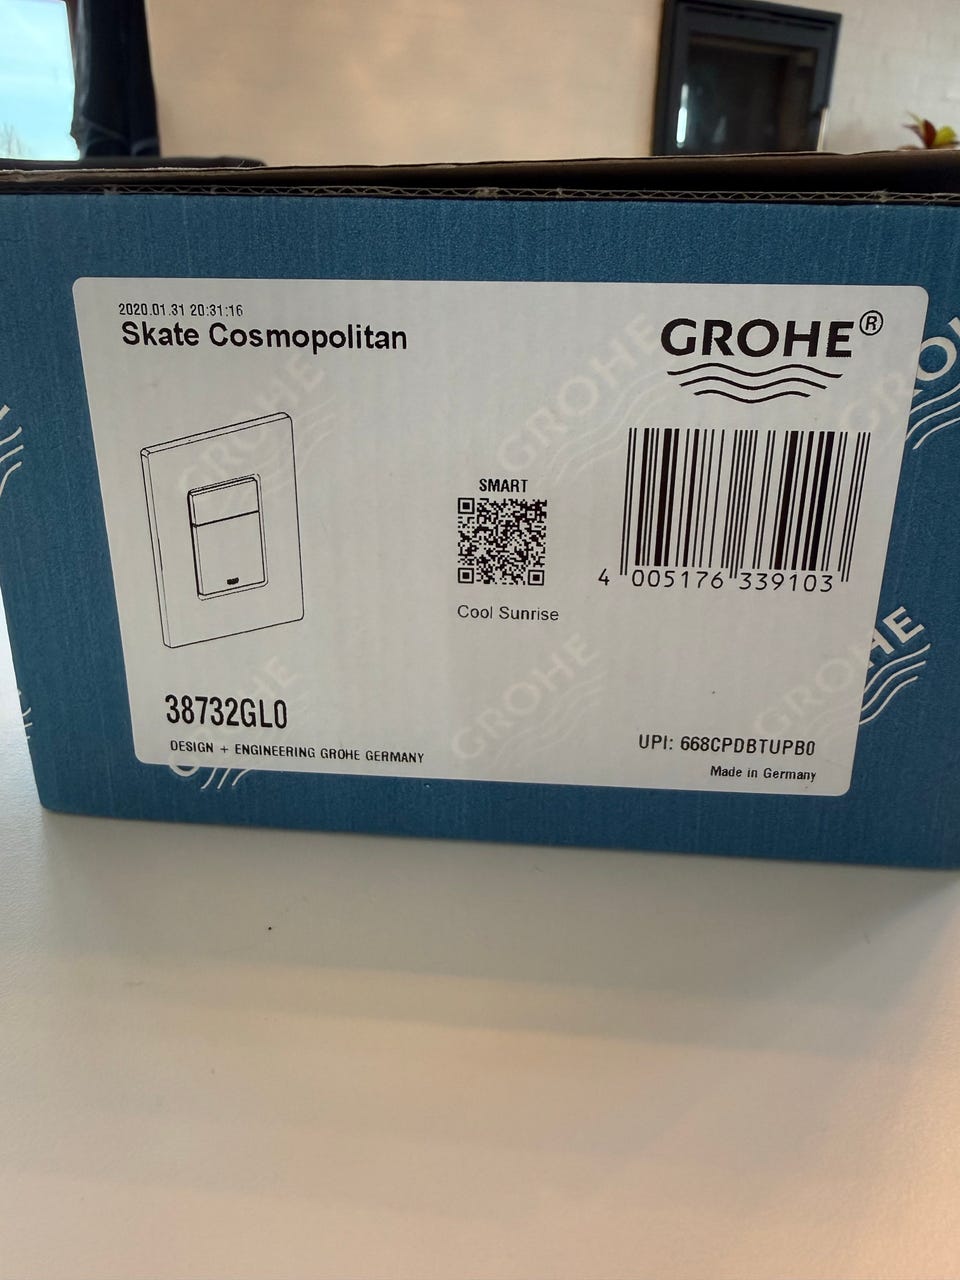 2020.01.31 20:31:16
Skate Cosmopolitan
GROHE®
SMART
Cool Sunrise
4 005176 339103
38732GL0
DESIGN + ENGINEERING GROHE GERMANY
UPI: 668CPDBTUPB0
Made in Germany